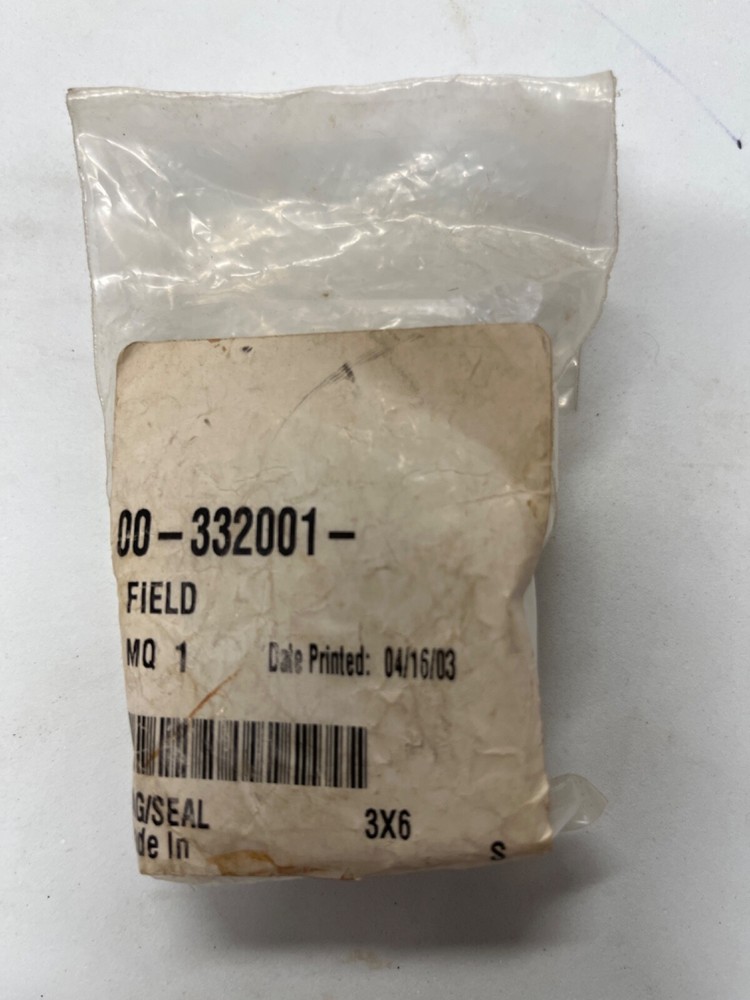 00-332001-
FIELD
MQ 1 Date Printed: 04/16/03
G/SEAL 3X6
de In S